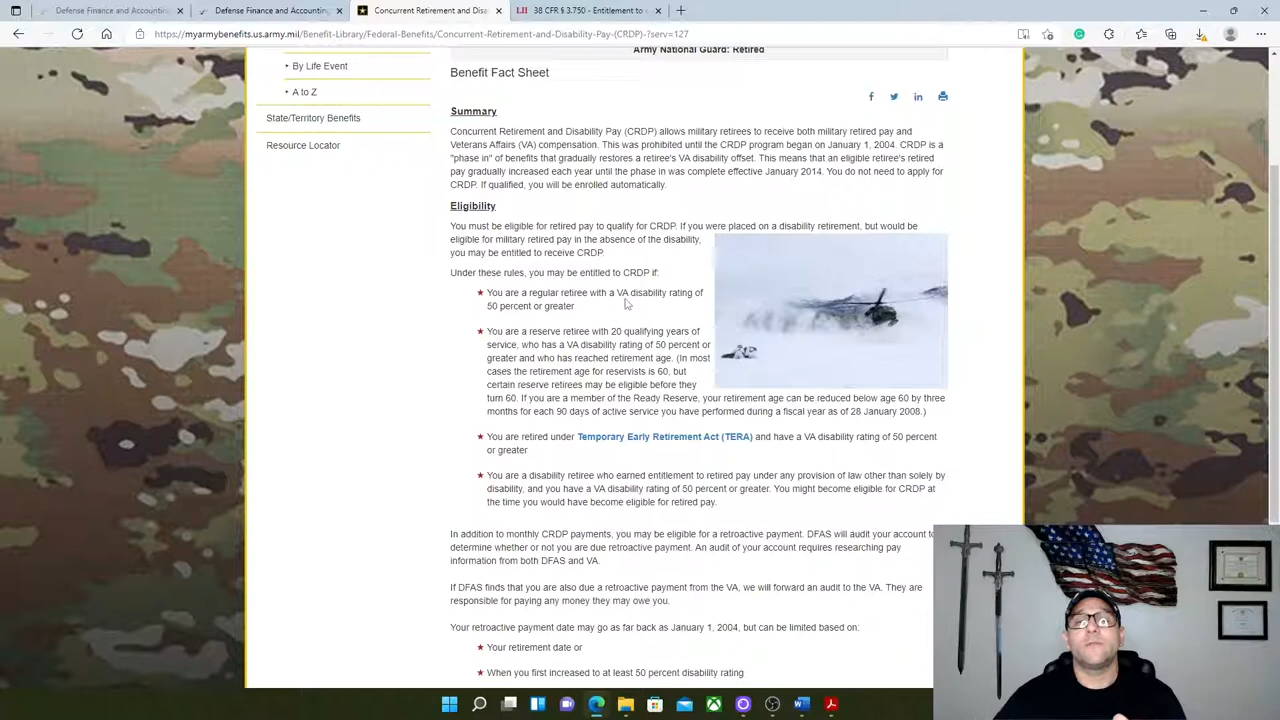 Defense Finance and Accounting
Defense Finance and Accounting
Concurrent Retirement and Disa
38 CFR § 3.750 - Entitlement to c
https://myarmybenefits.us.army.mil/Benefit-Library/Federal-Benefits/Concurrent-Retirement-and-Disability-Pay-(CRDP)-?serv=127
Army National Guard: Retired
By Life Event
A to Z
State/Territory Benefits
Resource Locator
Benefit Fact Sheet
Summary
Concurrent Retirement and Disability Pay (CRDP) allows military retirees to receive both military retired pay and
Veterans Affairs (VA) compensation. This was prohibited until the CRDP program began on January 1, 2004. CRDP is a
"phase in" of benefits that gradually restores a retiree's VA disability offset. This means that an eligible retiree's retired
pay gradually increased each year until the phase in was complete effective January 2014. You do not need to apply for
CRDP. If qualified, you will be enrolled automatically.
Eligibility
You must be eligible for retired pay to qualify for CRDP. If you were placed on a disability retirement, but would be
eligible for military retired pay in the absence of the disability,
you may be entitled to receive CRDP.
Under these rules, you may be entitled to CRDP if:
You are a regular retiree with a VA disability rating of
50 percent or greater
You are a reserve retiree with 20 qualifying years of
service, who has a VA disability rating of 50 percent or
greater and who has reached retirement age. (In most
cases the retirement age for reservists is 60, but
certain reserve retirees may be eligible before they
turn 60. If you are a member of the Ready Reserve, your retirement age can be reduced below age 60 by three
months for each 90 days of active service you have performed during a fiscal year as of 28 January 2008.)
You are retired under Temporary Early Retirement Act (TERA) and have a VA disability rating of 50 percent
or greater
You are a disability retiree who earned entitlement to retired pay under any provision of law other than solely by
disability, and you have a VA disability rating of 50 percent or greater. You might become eligible for CRDP at
the time you would have become eligible for retired pay.
In addition to monthly CRDP payments, you may be eligible for a retroactive payment. DFAS will audit your account to
determine whether or not you are due retroactive payment. An audit of your account requires researching pay
information from both DFAS and VA.
If DFAS finds that you are also due a retroactive payment from the VA, we will forward an audit to the VA. They are
responsible for paying any money they may owe you.
Your retroactive payment date may go as far back as January 1, 2004, but can be limited based on:
Your retirement date or
When you first increased to at least 50 percent disability rating